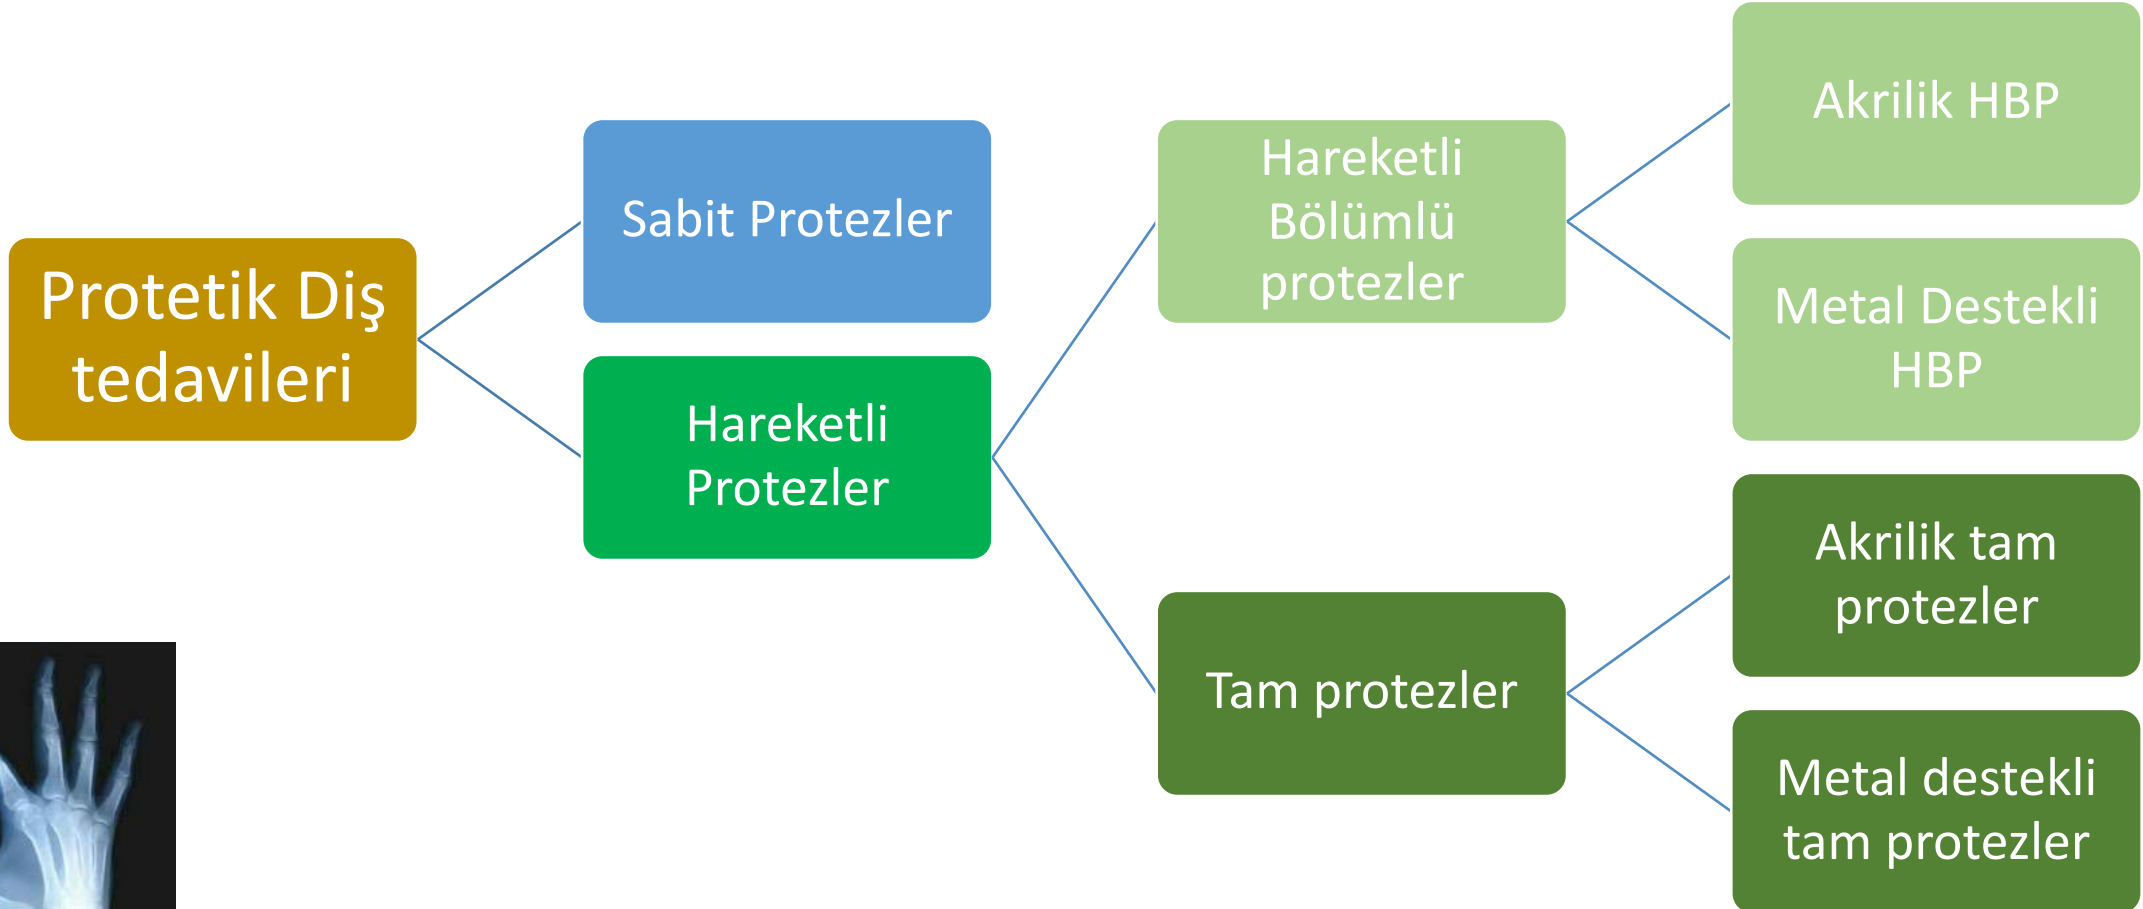 Protetik Diş
tedavileri
Sabit Protezler
Hareketli
Protezler
Hareketli
Bölümlü
protezler
Tam protezler
Akrilik HBP
Metal Destekli
HBP
Akrilik tam
protezler
Metal destekli
tam protezler